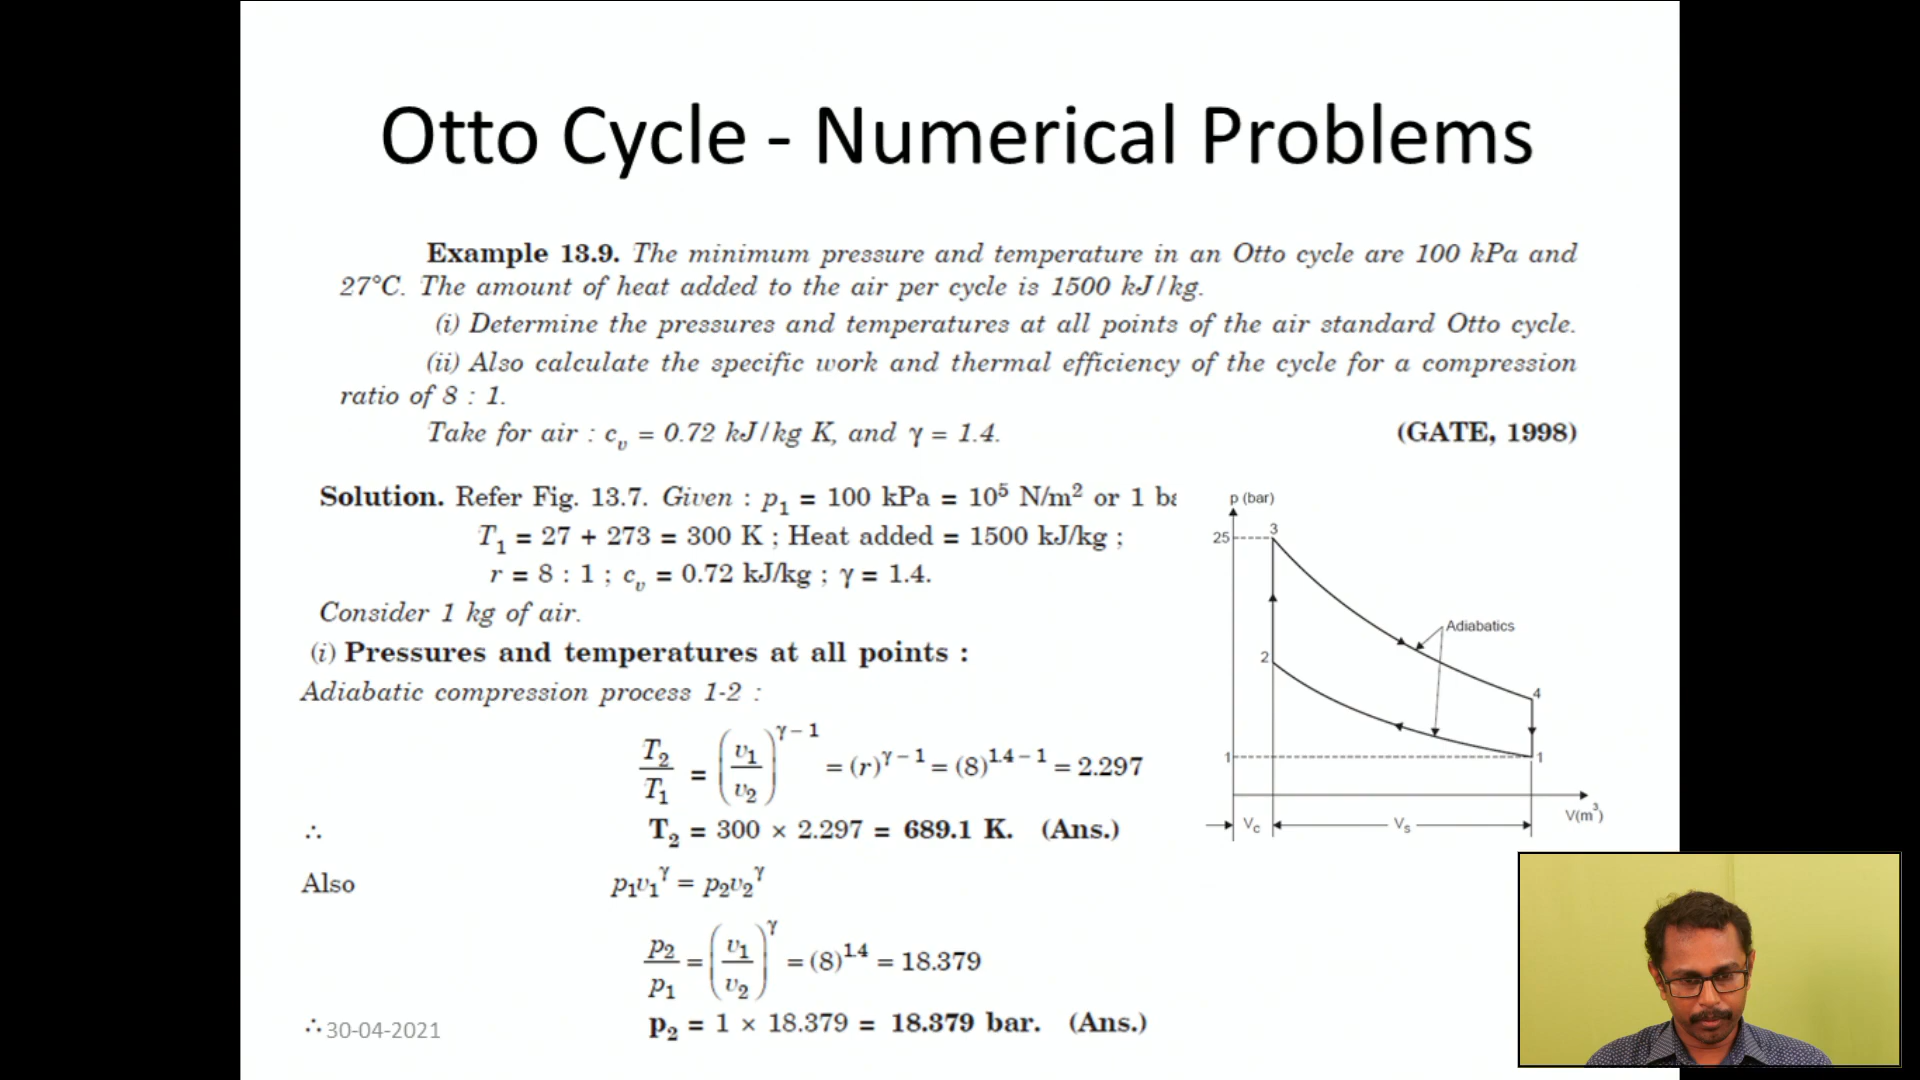 Otto Cycle - Numerical Problems
Example 13.9. The minimum pressure and temperature in an Otto cycle are 100 kPa and
27°C. The amount of heat added to the air per cycle is 1500 kJ/kg.
(i) Determine the pressures and temperatures at all points of the air standard Otto cycle.
(ii) Also calculate the specific work and thermal efficiency of the cycle for a compression
ratio of 8 : 1.
Take for air : c_v = 0.72 kJ/kg K, and γ = 1.4. (GATE, 1998)
Solution. Refer Fig. 13.7. Given : p₁ = 100 kPa = 10⁵ N/m² or 1 ba
T₁ = 27 + 273 = 300 K ; Heat added = 1500 kJ/kg ;
r = 8 : 1 ; c_v = 0.72 kJ/kg ; γ = 1.4.
Consider 1 kg of air.
(i) Pressures and temperatures at all points :
Adiabatic compression process 1-2 :
T₂/T₁ = (v₁/v₂)^(γ – 1) = (r)^(γ – 1) = (8)^(1.4 – 1) = 2.297
∴ T₂ = 300 × 2.297 = 689.1 K. (Ans.)
Also p₁v₁^γ = p₂v₂^γ
p₂/p₁ = (v₁/v₂)^γ = (8)^1.4 = 18.379
∴ p₂ = 1 × 18.379 = 18.379 bar. (Ans.)
30-04-2021
p (bar)
25
3
Adiabatics
2
4
1
1
V(m³)
V_c
V_s